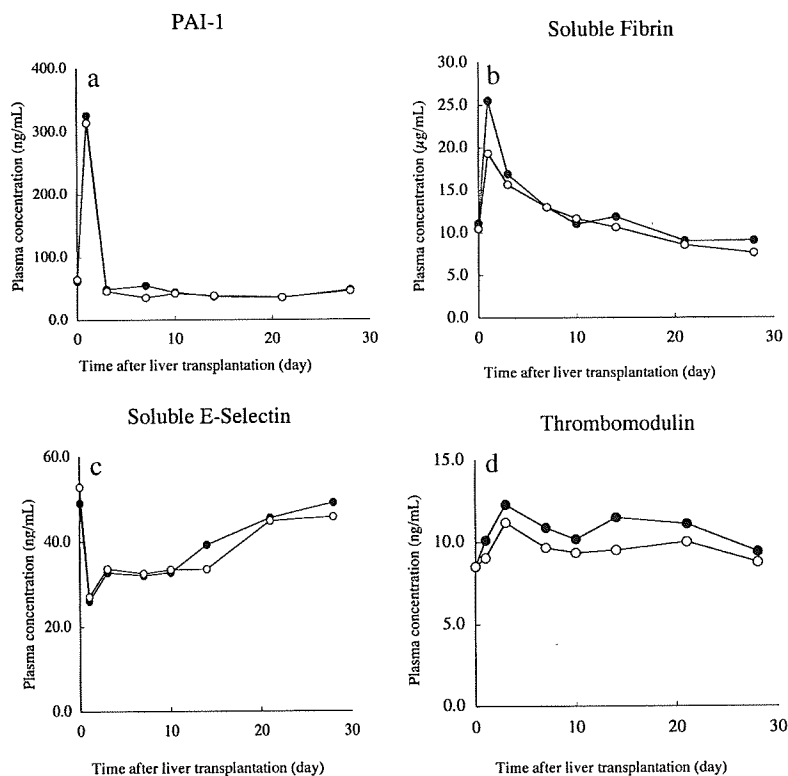 PAI-1
400.0
300.0
200.0
100.0
0.0
a
Plasma concentration (ng/mL)
0
10
20
30
Time after liver transplantation (day)
Soluble Fibrin
30.0
25.0
20.0
15.0
10.0
5.0
0.0
b
Plasma concentration (μg/mL)
0
10
20
30
Time after liver transplantation (day)
Soluble E-Selectin
60.0
40.0
20.0
0.0
c
Plasma concentration (ng/mL)
0
10
20
30
Time after liver transplantation (day)
Thrombomodulin
15.0
10.0
5.0
0.0
d
Plasma concentration (ng/mL)
0
10
20
30
Time after liver transplantation (day)